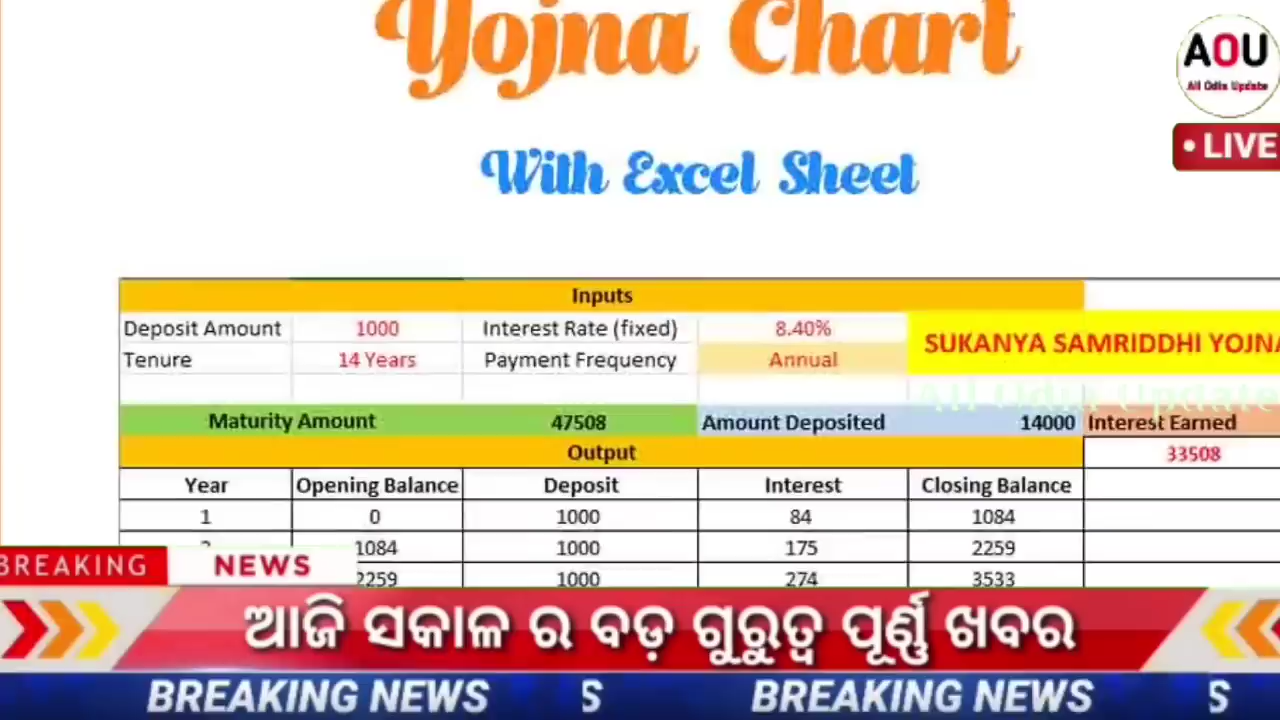 Yojna Chart
AOU
All Odia Update
• LIVE
With Excel Sheet
Inputs
Deposit Amount 1000 Interest Rate (fixed) 8.40%
SUKANYA SAMRIDDHI YOJNA
Tenure 14 Years Payment Frequency Annual
All Odia Update
Maturity Amount 47508 Amount Deposited 14000 Interest Earned
Output 33508
Year Opening Balance Deposit Interest Closing Balance
1 0 1000 84 1084
1084 1000 175 2259
2259 1000 274 3533
BREAKING NEWS
ଆଜି ସକାଳ ର ବଡ଼ ଗୁରୁତ୍ୱ ପୂର୍ଣ୍ଣ ଖବର
BREAKING NEWS S BREAKING NEWS S